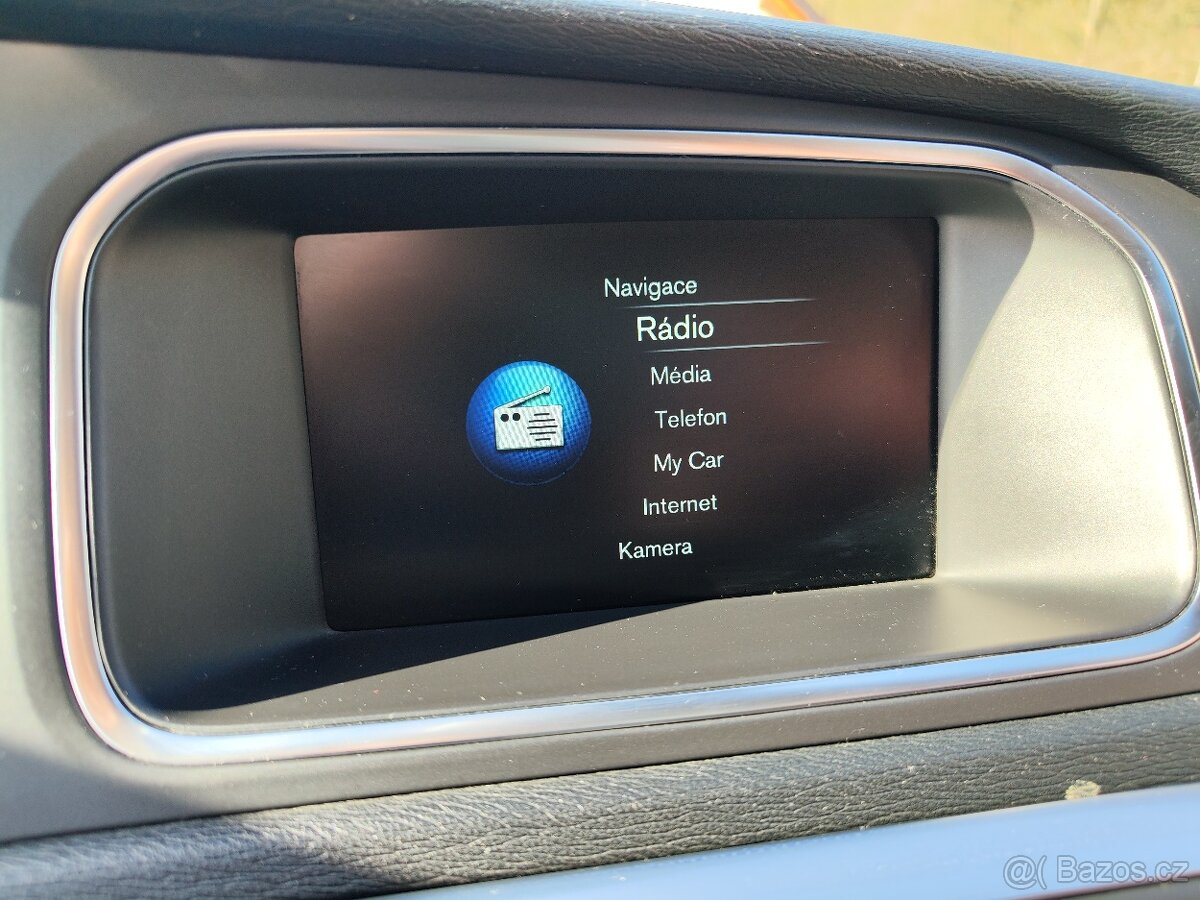 Navigace
Rádio
Média
Telefon
My Car
Internet
Kamera
@( Bazos.cz